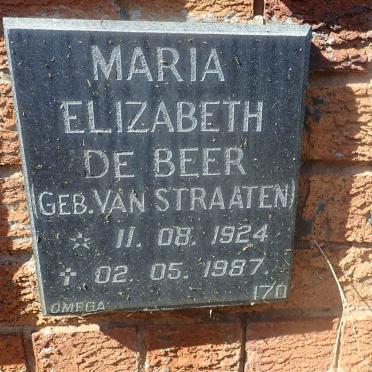 MARIA
ELIZABETH
DE BEER
(GEB. VAN STRAATEN)
☆ 11. 08. 1924
✝ 02. 05. 1987.
OMEGA 170